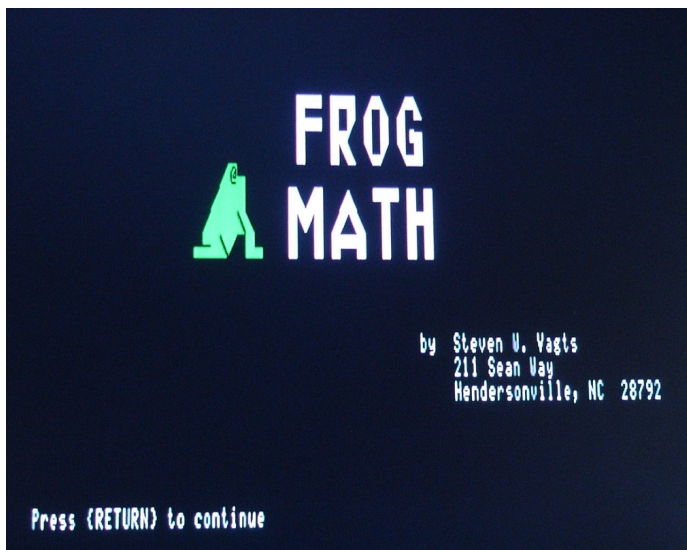 FROG
MATH
by Steven W. Vagts
211 Sean Way
Hendersonville, NC 28792
Press {RETURN} to continue